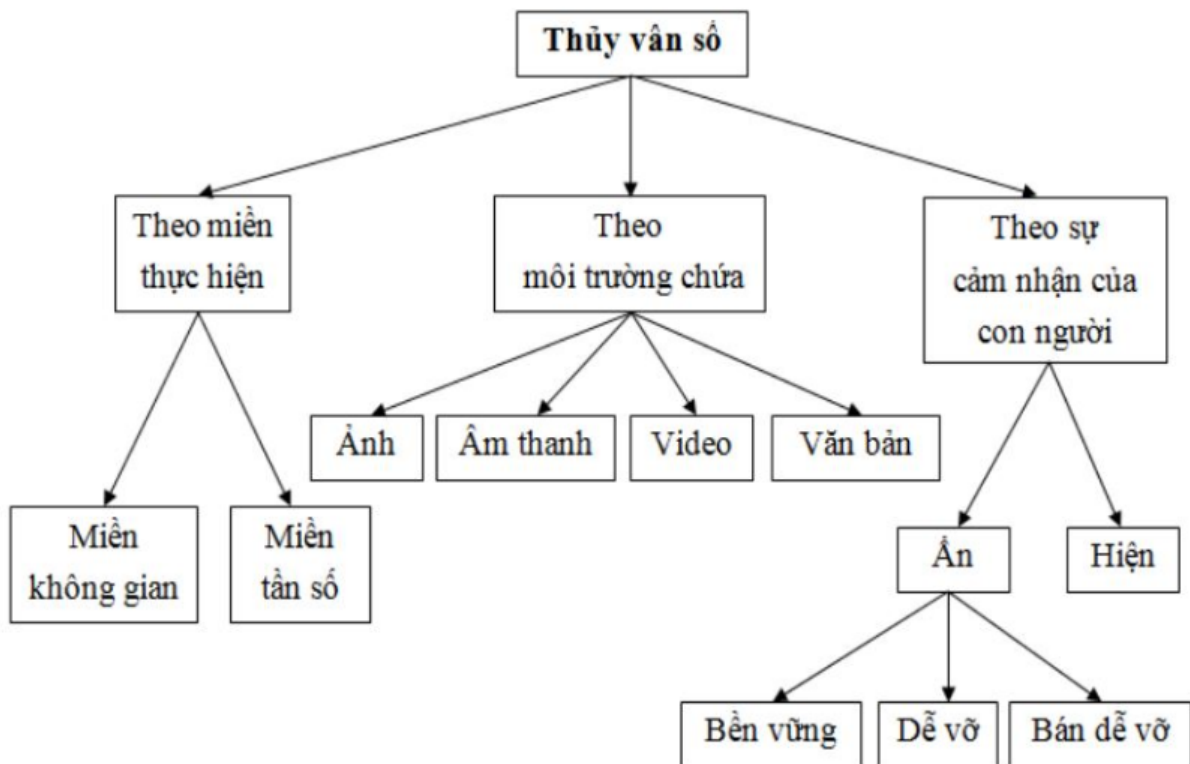 Thủy vân số
Theo miền
thực hiện
Theo
môi trường chứa
Theo sự
cảm nhận của
con người
Ảnh
Âm thanh
Video
Văn bản
Miền
không gian
Miền
tần số
Ẩn
Hiện
Bền vững
Dễ vỡ
Bán dễ vỡ